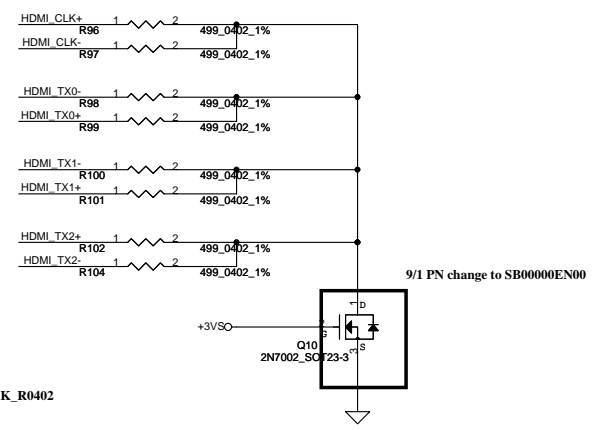 HDMI_CLK+ 1 2
R96 499_0402_1%
HDMI_CLK- 1 2
R97 499_0402_1%
HDMI_TX0- 1 2
R98 499_0402_1%
HDMI_TX0+ 1 2
R99 499_0402_1%
HDMI_TX1- 1 2
R100 499_0402_1%
HDMI_TX1+ 1 2
R101 499_0402_1%
HDMI_TX2+ 1 2
R102 499_0402_1%
HDMI_TX2- 1 2
R104 499_0402_1%
9/1 PN change to SB00000EN00
1 D
+3VS
G
Q10 3 S
2N7002_SOT23-3
K_R0402